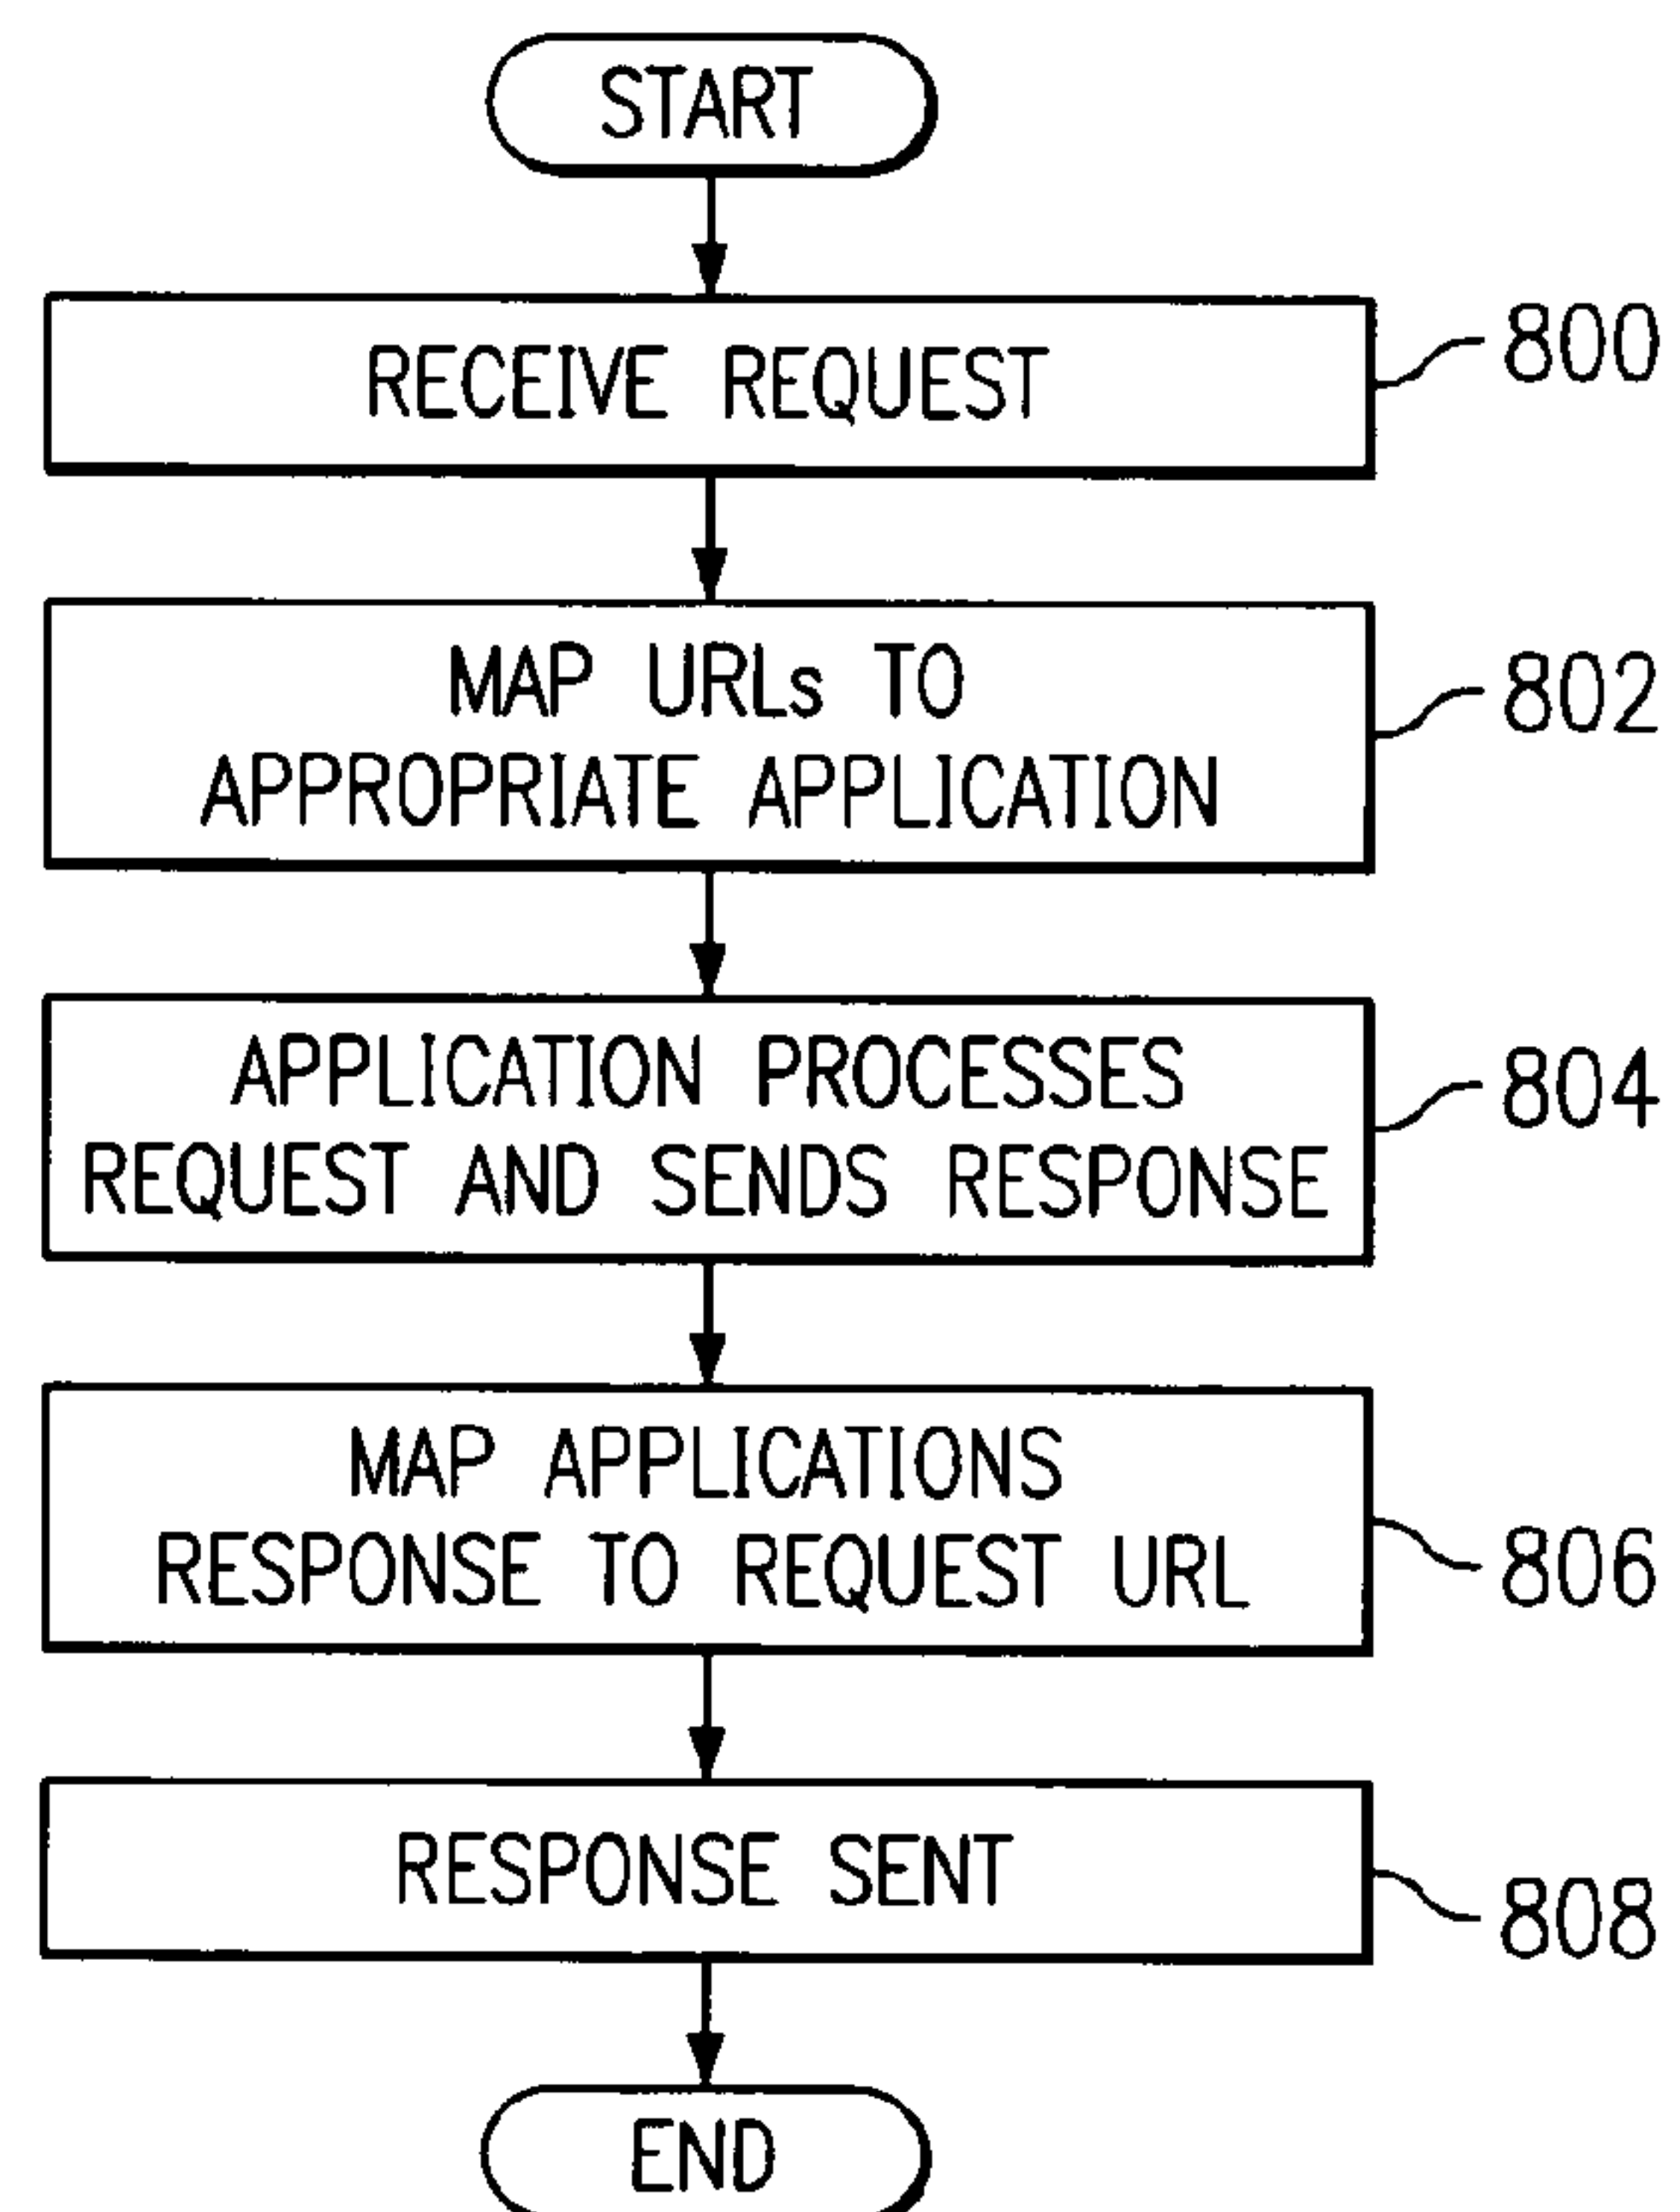 START
RECEIVE REQUEST
800
MAP URLs TO
APPROPRIATE APPLICATION
802
APPLICATION PROCESSES
REQUEST AND SENDS RESPONSE
804
MAP APPLICATIONS
RESPONSE TO REQUEST URL
806
RESPONSE SENT
808
END